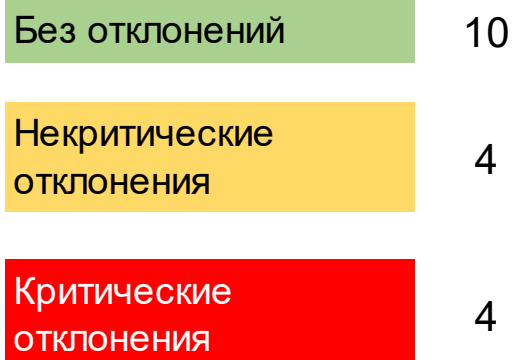 Без отклонений 10
Некритические
отклонения 4
Критические
отклонения 4